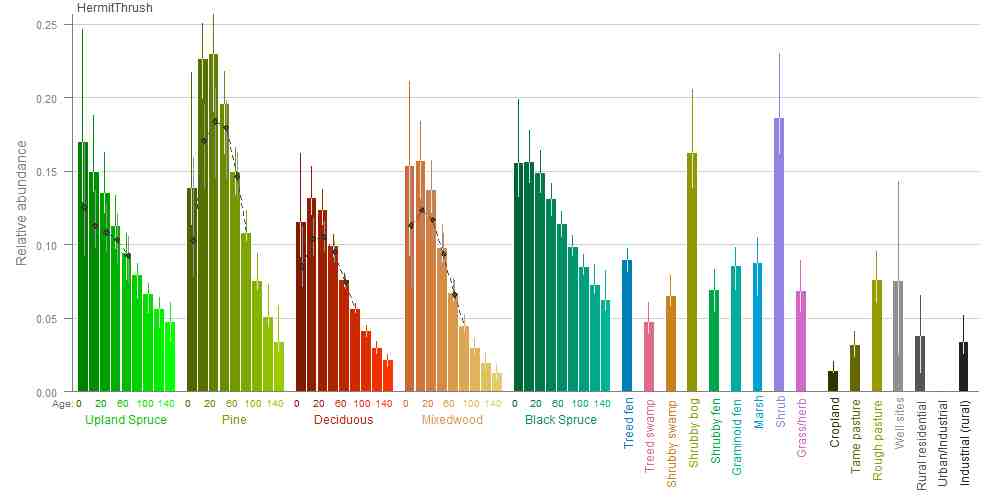 HermitThrush
Relative abundance
0.25
0.20
0.15
0.10
0.05
0.00
Age: 0 20 60 100 140 0 20 60 100 140 0 20 60 100 140 0 20 60 100 140 0 20 60 100 140
Upland Spruce Pine Deciduous Mixedwood Black Spruce
Treed fen
Treed swamp
Shrubby swamp
Shrubby bog
Shrubby fen
Graminoid fen
Marsh
Shrub
Grass/herb
Cropland
Tame pasture
Rough pasture
Well sites
Rural residential
Urban/Industrial
Industrial (rural)